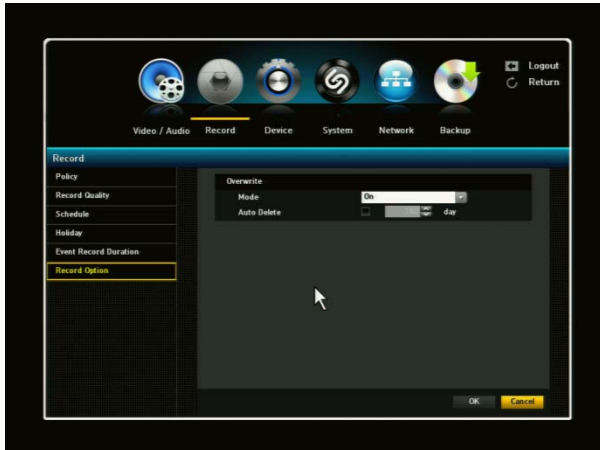 Logout
Return
Video / Audio Record Device System Network Backup
Record
Policy
Record Quality
Schedule
Holiday
Event Record Duration
Record Option
Overwrite
Mode On
Auto Delete day
OK Cancel